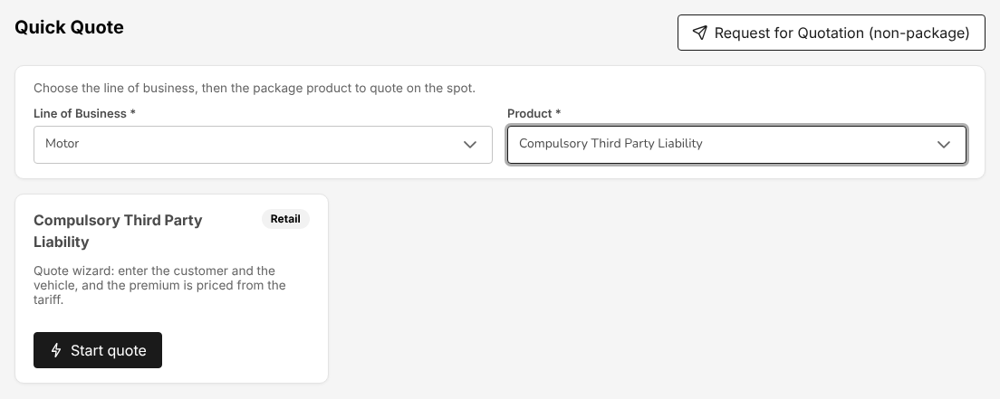 Quick Quote
Request for Quotation (non-package)
Choose the line of business, then the package product to quote on the spot.
Line of Business *
Product *
Motor
Compulsory Third Party Liability
Compulsory Third Party
Liability
Retail
Quote wizard: enter the customer and the
vehicle, and the premium is priced from the
tariff.
Start quote